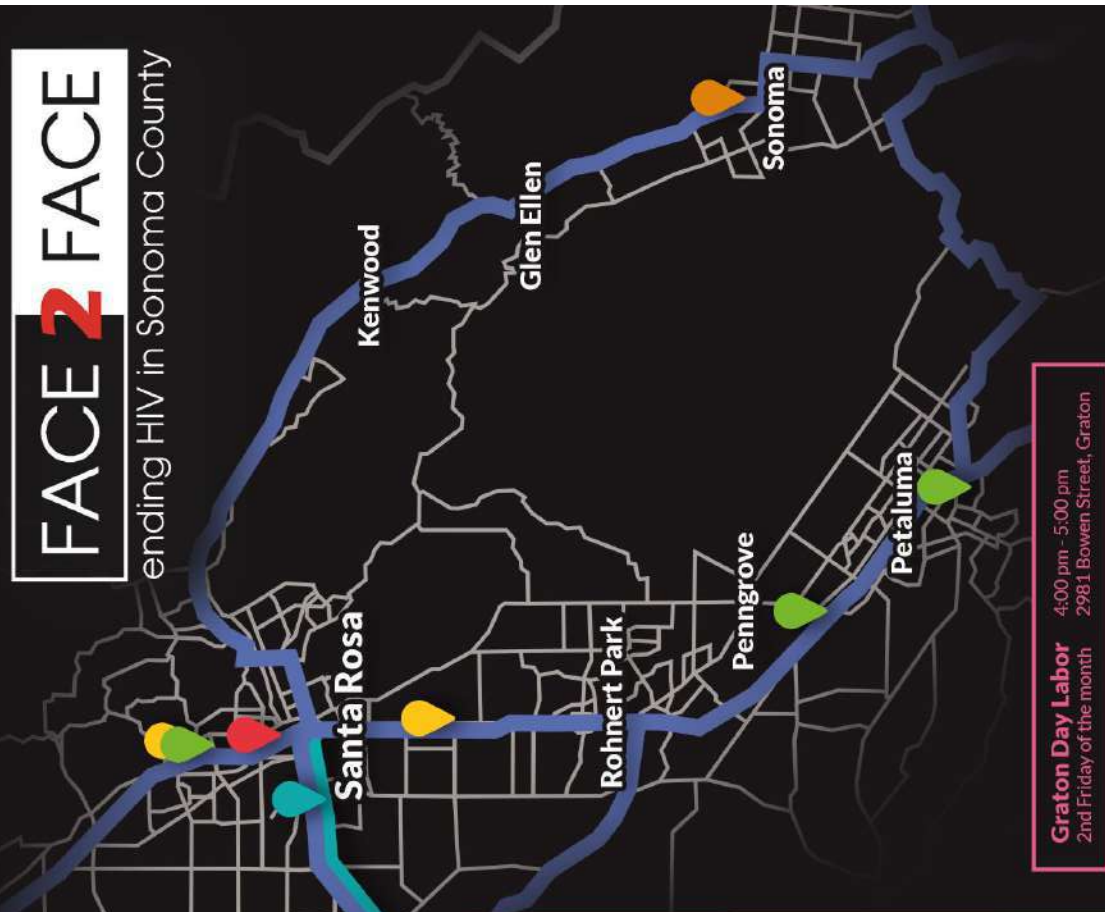 FACE 2 FACE
ending HIV in Sonoma County
Kenwood
Glen Ellen
Sonoma
Santa Rosa
Rohnert Park
Penngrove
Petaluma
Graton Day Labor 4:00 pm - 5:00 pm
2nd Friday of the month 2981 Bowen Street, Graton